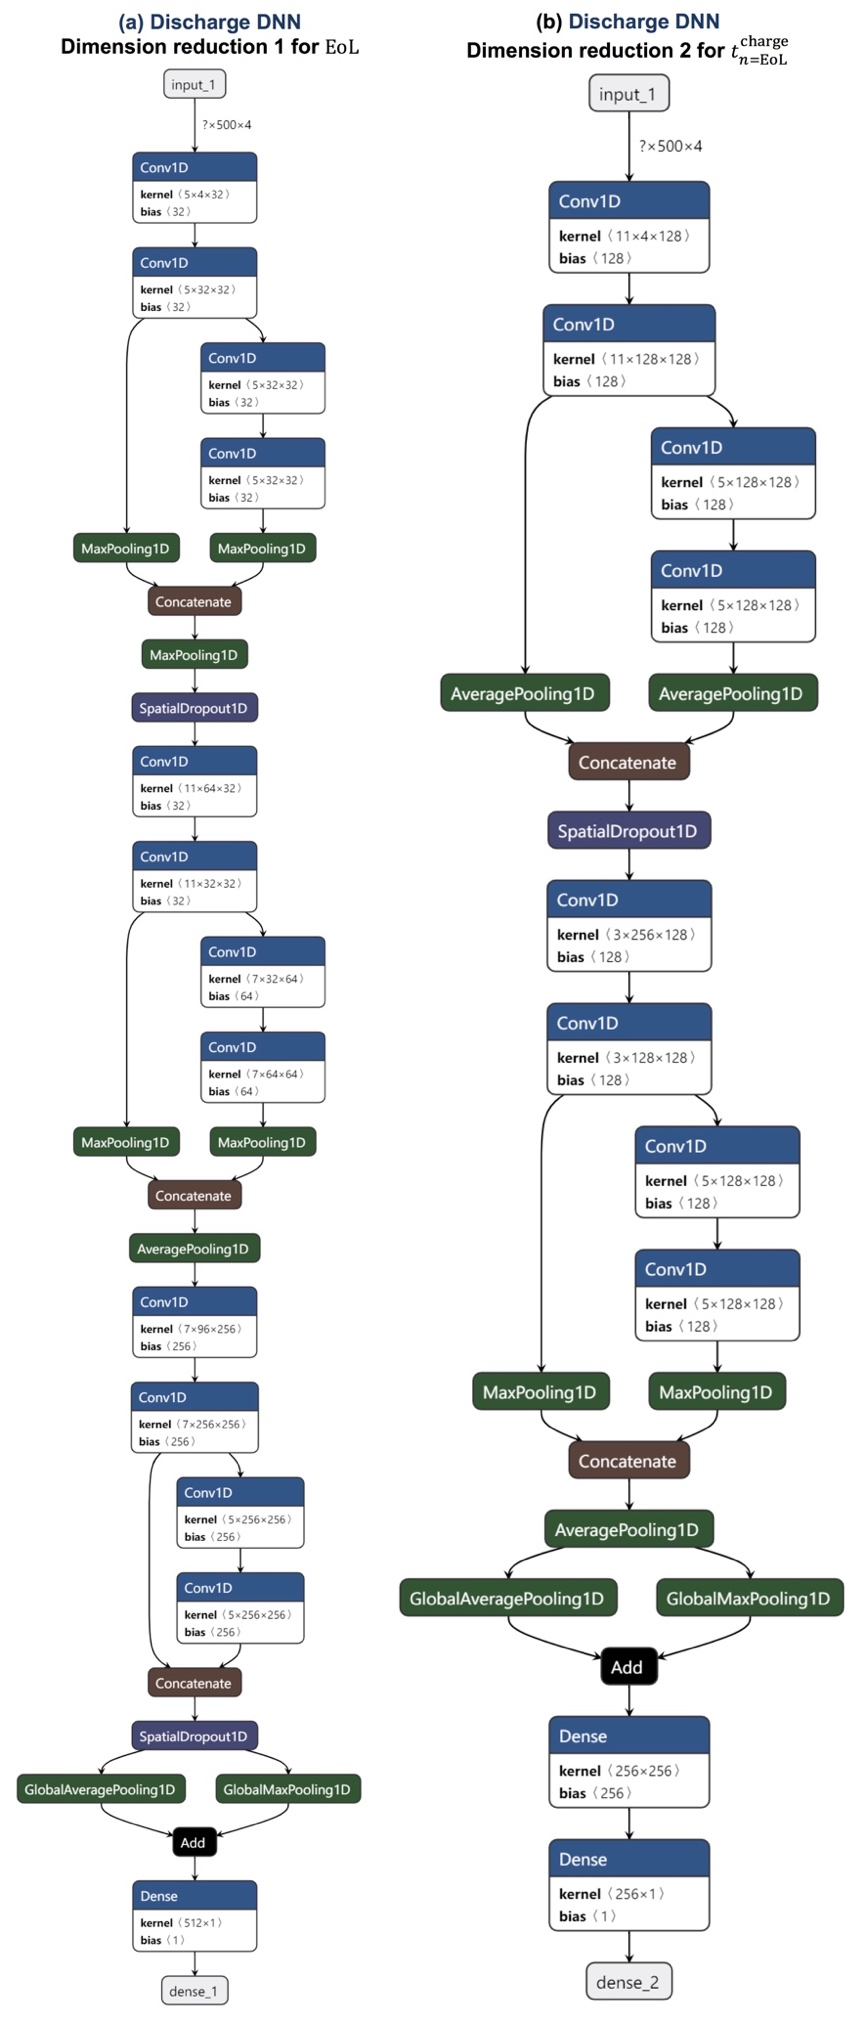 (a) Discharge DNN
Dimension reduction 1 for EoL
input_1
?×500×4
Conv1D
kernel ⟨5×4×32⟩
bias ⟨32⟩
Conv1D
kernel ⟨5×32×32⟩
bias ⟨32⟩
Conv1D
kernel ⟨5×32×32⟩
bias ⟨32⟩
Conv1D
kernel ⟨5×32×32⟩
bias ⟨32⟩
MaxPooling1D MaxPooling1D
Concatenate
MaxPooling1D
SpatialDropout1D
Conv1D
kernel ⟨11×64×32⟩
bias ⟨32⟩
Conv1D
kernel ⟨11×32×32⟩
bias ⟨32⟩
Conv1D
kernel ⟨7×32×64⟩
bias ⟨64⟩
Conv1D
kernel ⟨7×64×64⟩
bias ⟨64⟩
MaxPooling1D MaxPooling1D
Concatenate
AveragePooling1D
Conv1D
kernel ⟨7×96×256⟩
bias ⟨256⟩
Conv1D
kernel ⟨7×256×256⟩
bias ⟨256⟩
Conv1D
kernel ⟨5×256×256⟩
bias ⟨256⟩
Conv1D
kernel ⟨5×256×256⟩
bias ⟨256⟩
Concatenate
SpatialDropout1D
GlobalAveragePooling1D GlobalMaxPooling1D
Add
Dense
kernel ⟨512×1⟩
bias ⟨1⟩
dense_1
(b) Discharge DNN
Dimension reduction 2 for t charge n=EoL
input_1
?×500×4
Conv1D
kernel ⟨11×4×128⟩
bias ⟨128⟩
Conv1D
kernel ⟨11×128×128⟩
bias ⟨128⟩
Conv1D
kernel ⟨5×128×128⟩
bias ⟨128⟩
Conv1D
kernel ⟨5×128×128⟩
bias ⟨128⟩
AveragePooling1D AveragePooling1D
Concatenate
SpatialDropout1D
Conv1D
kernel ⟨3×256×128⟩
bias ⟨128⟩
Conv1D
kernel ⟨3×128×128⟩
bias ⟨128⟩
Conv1D
kernel ⟨5×128×128⟩
bias ⟨128⟩
Conv1D
kernel ⟨5×128×128⟩
bias ⟨128⟩
MaxPooling1D MaxPooling1D
Concatenate
AveragePooling1D
GlobalAveragePooling1D GlobalMaxPooling1D
Add
Dense
kernel ⟨256×256⟩
bias ⟨256⟩
Dense
kernel ⟨256×1⟩
bias ⟨1⟩
dense_2